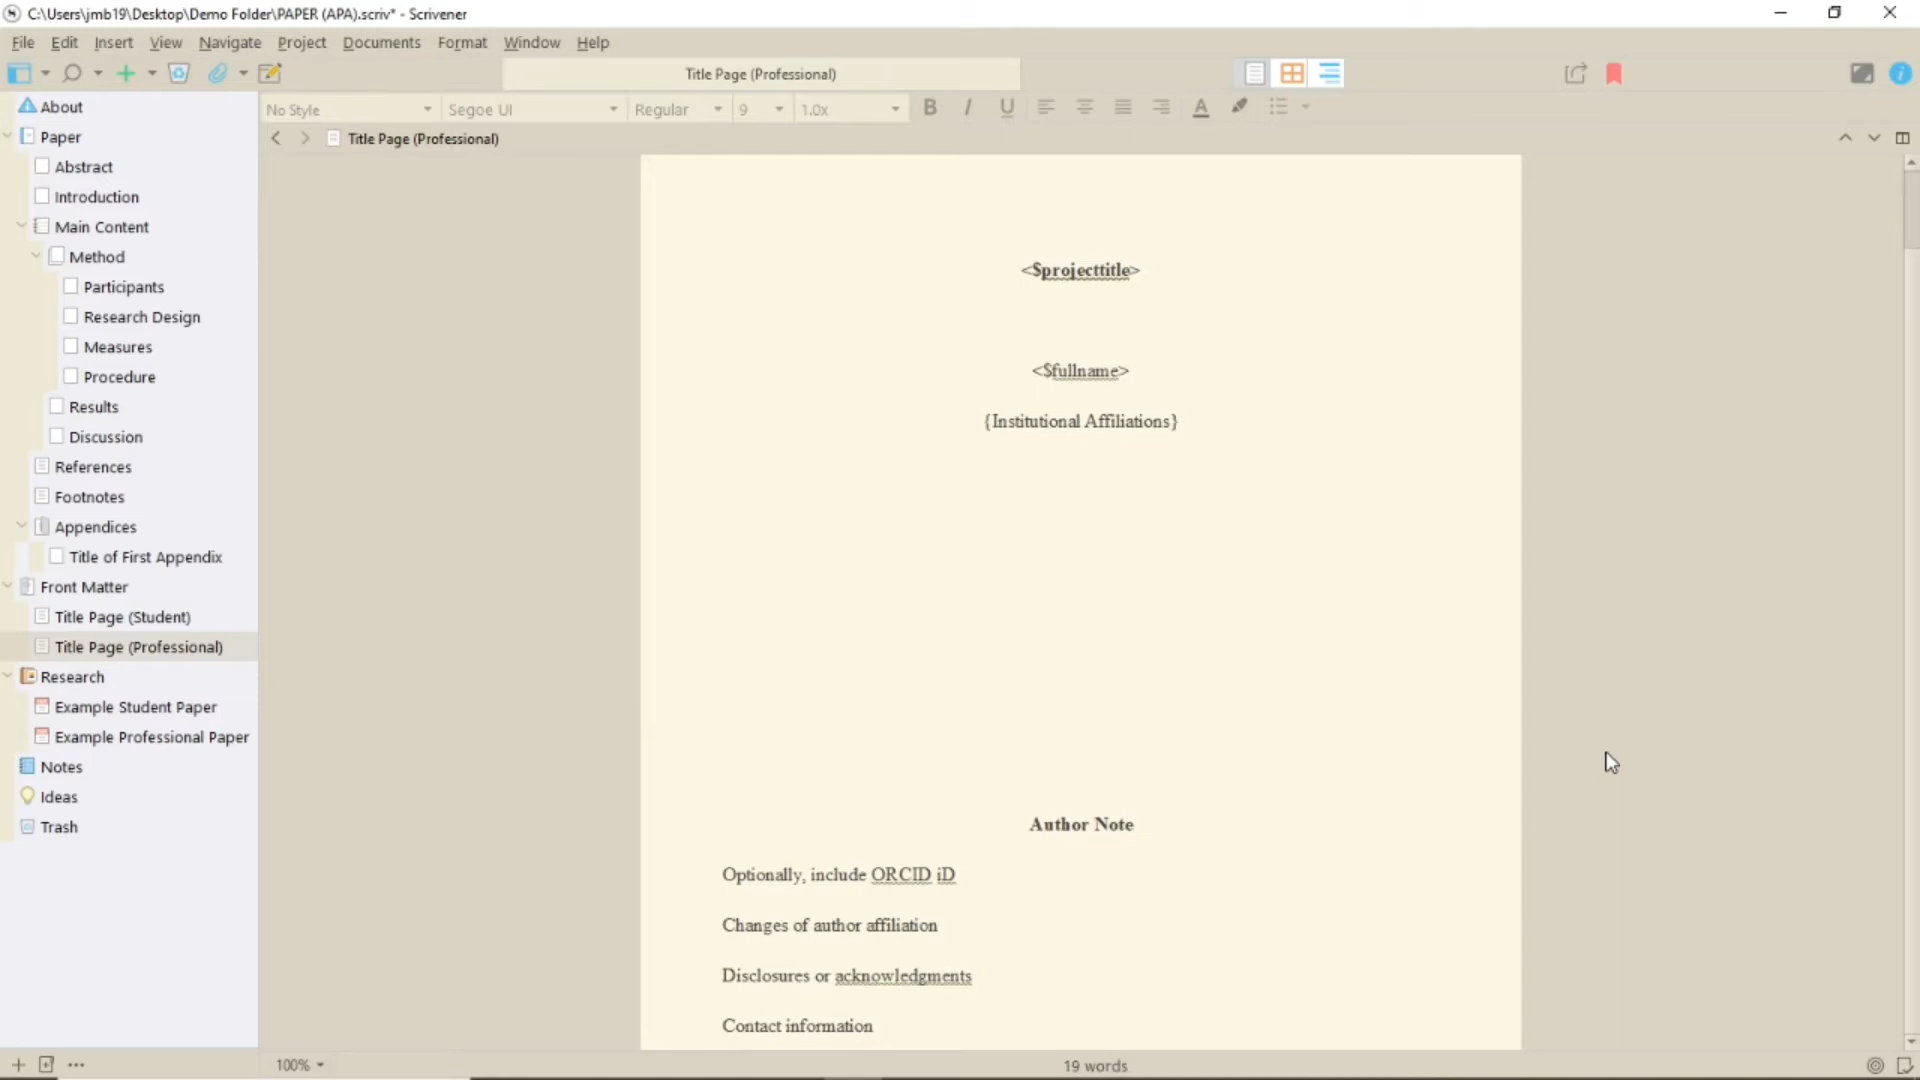 C:\Users\jmb19\Desktop\Demo Folder\PAPER (APA).scriv* - Scrivener
File Edit Insert View Navigate Project Documents Format Window Help
Title Page (Professional)
No Style Segoe UI Regular 9 1.0x B I U A
Title Page (Professional)
About
Paper
Abstract
Introduction
Main Content
Method
Participants
Research Design
Measures
Procedure
Results
Discussion
References
Footnotes
Appendices
Title of First Appendix
Front Matter
Title Page (Student)
Title Page (Professional)
Research
Example Student Paper
Example Professional Paper
Notes
Ideas
Trash
<$projecttitle>
<$fullname>
{Institutional Affiliations}
Author Note
Optionally, include ORCID iD
Changes of author affiliation
Disclosures or acknowledgments
Contact information
100% 19 words